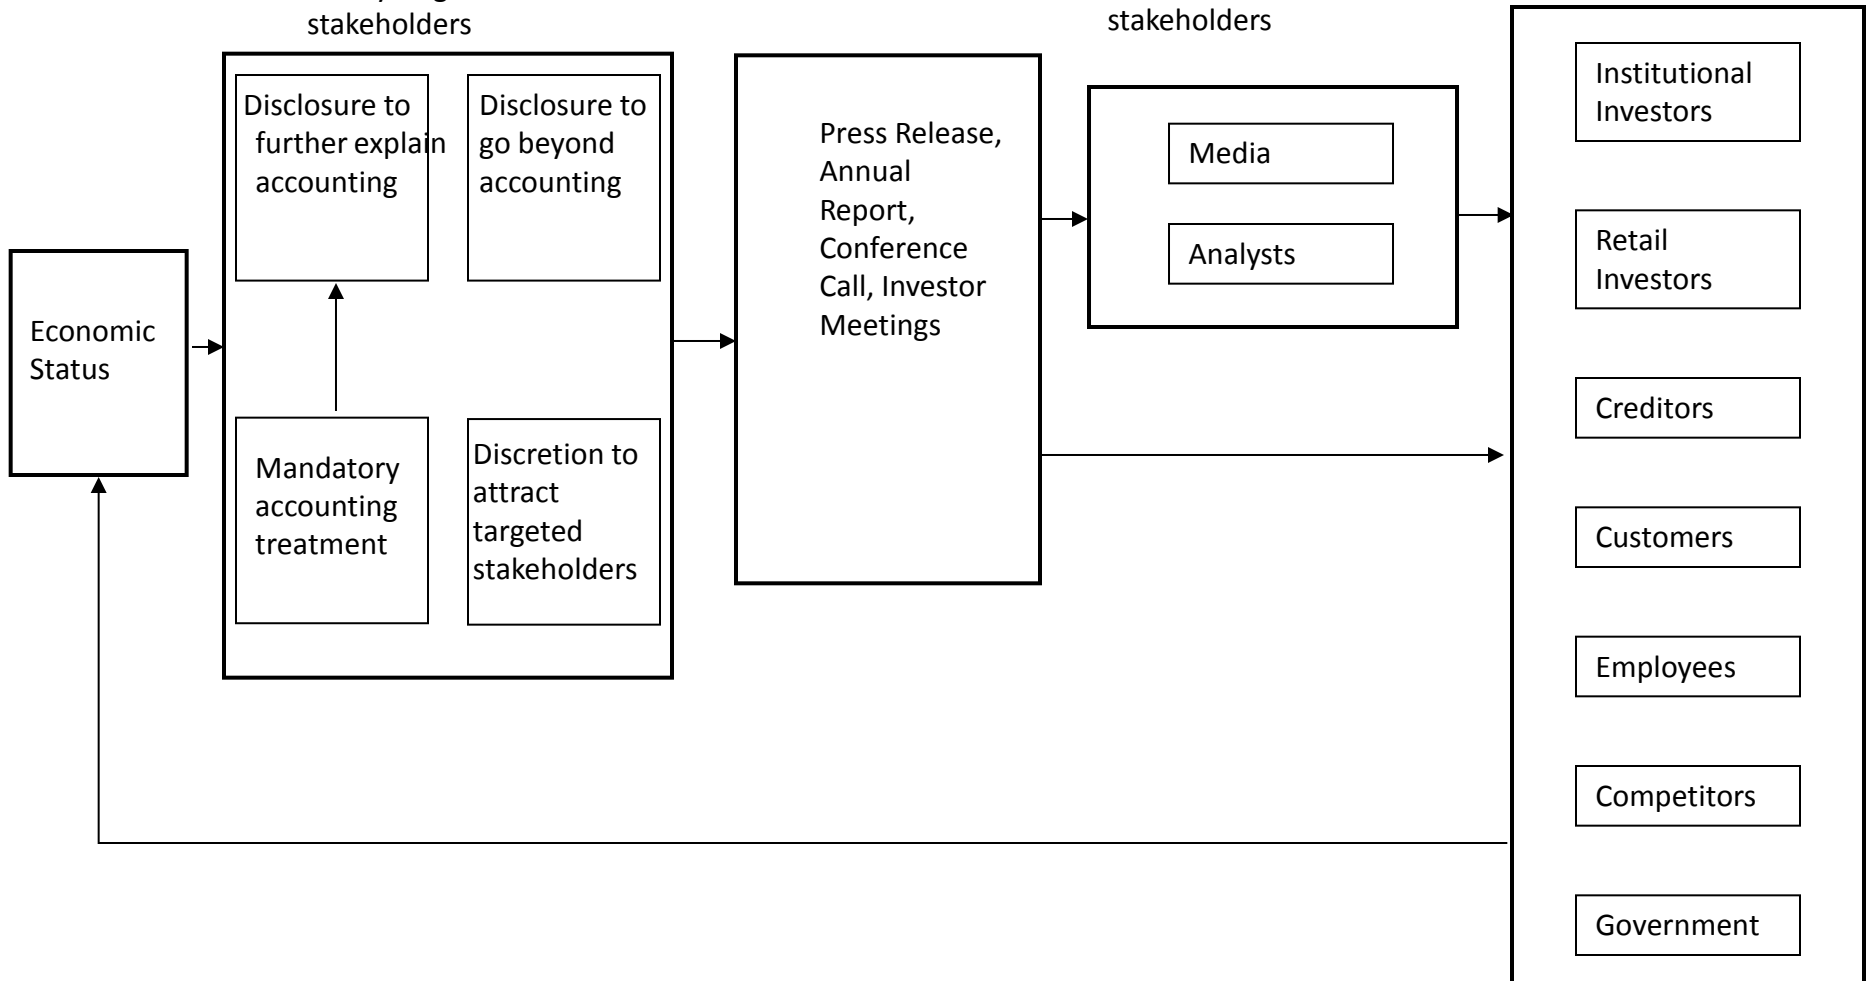 stakeholders
stakeholders
Disclosure to
further explain
accounting
Disclosure to
go beyond
accounting
Press Release,
Annual
Report,
Conference
Call, Investor
Meetings
Media
Analysts
Institutional
Investors
Retail
Investors
Economic
Status
Mandatory
accounting
treatment
Discretion to
attract
targeted
stakeholders
Creditors
Customers
Employees
Competitors
Government